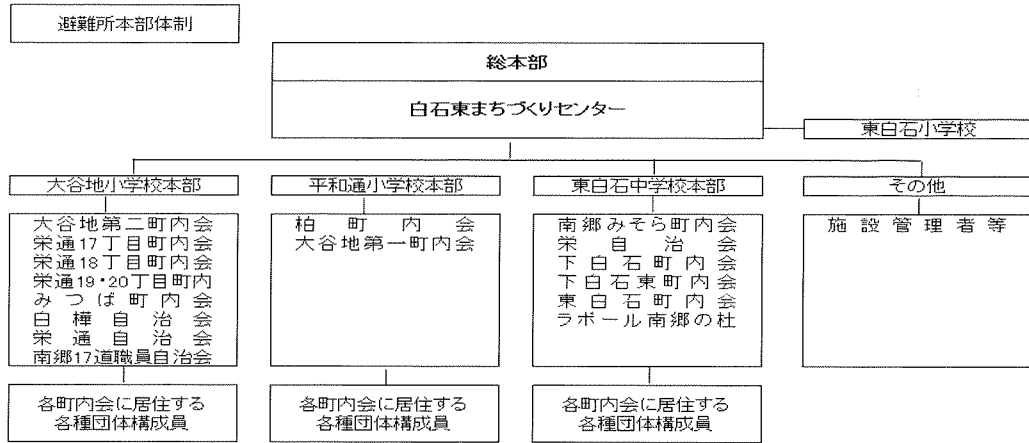 避難所本部体制
総本部
白石東まちづくりセンター
東白石小学校
大谷地小学校本部
大谷地第二町内会
栄通17丁目町内会
栄通18丁目町内会
栄通19・20丁目町内
みつば町内会
白樺自治会
栄通自治会
南郷17道職員自治会
各町内会に居住する
各種団体構成員
平和通小学校本部
柏町内会
大谷地第一町内会
各町内会に居住する
各種団体構成員
東白石中学校本部
南郷みそら町内会
栄自治会
下白石町内会
下白石東町内会
東白石町内会
ラポール南郷の杜
各町内会に居住する
各種団体構成員
その他
施設管理者等